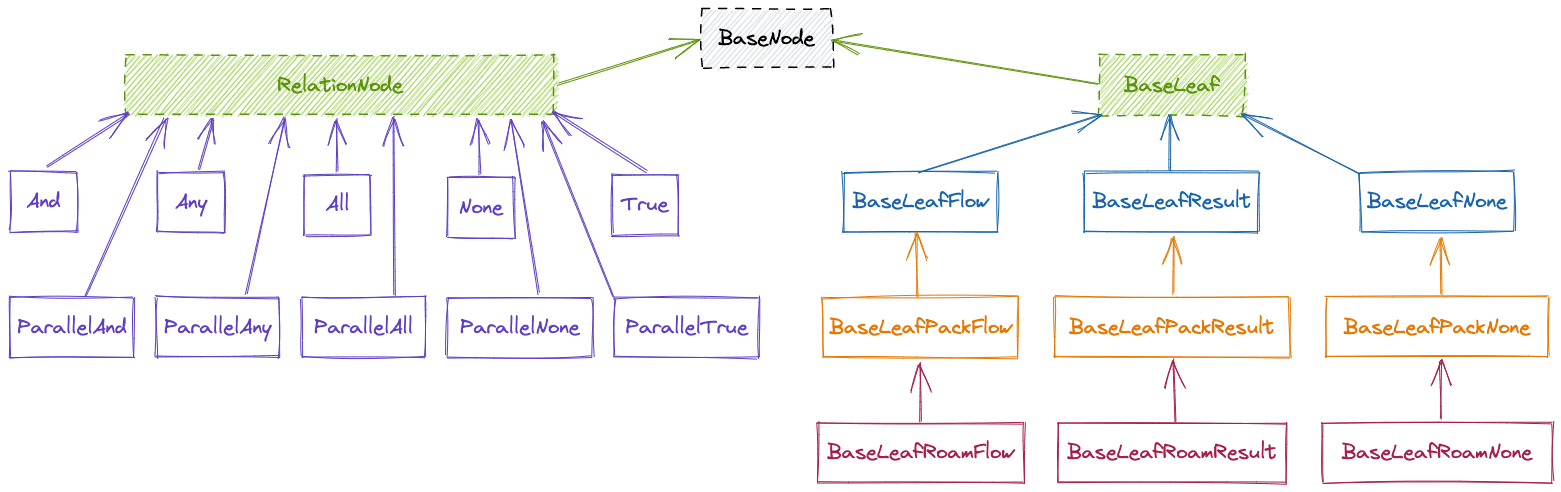 BaseNode
RelationNode
BaseLeaf
And
Any
All
None
True
BaseLeafFlow
BaseLeafResult
BaseLeafNone
ParallelAnd
ParallelAny
ParallelAll
ParallelNone
ParallelTrue
BaseLeafPackFlow
BaseLeafPackResult
BaseLeafPackNone
BaseLeafRoamFlow
BaseLeafRoamResult
BaseLeafRoamNone